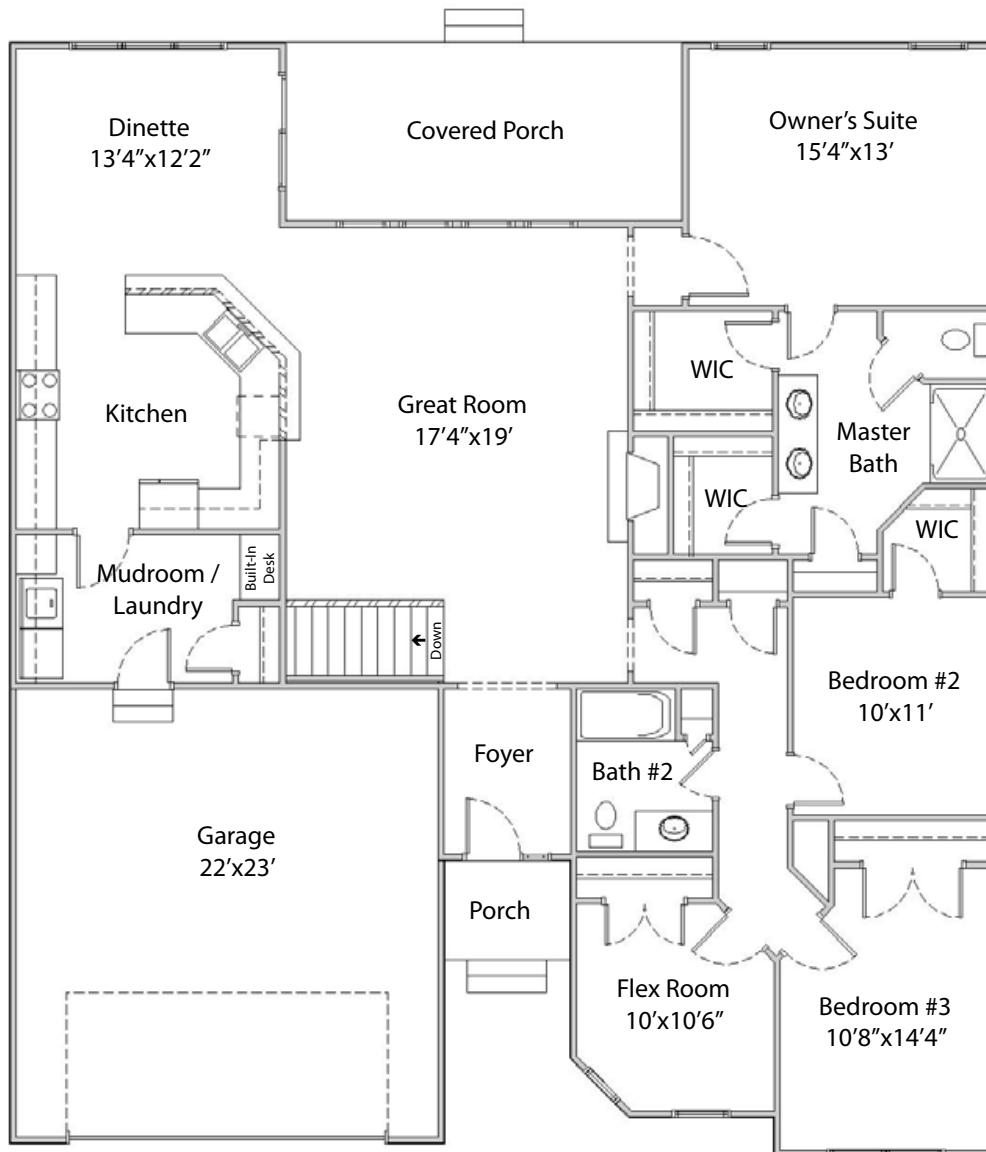 Dinette
13’4”x12’2”
Covered Porch
Owner’s Suite
15’4”x13’
Kitchen
Great Room
17’4”x19’
WIC
Master
Bath
WIC
WIC
Mudroom /
Laundry
Built-In
Desk
Down
Bedroom #2
10’x11’
Foyer
Bath #2
Garage
22’x23’
Porch
Flex Room
10’x10’6”
Bedroom #3
10’8”x14’4”